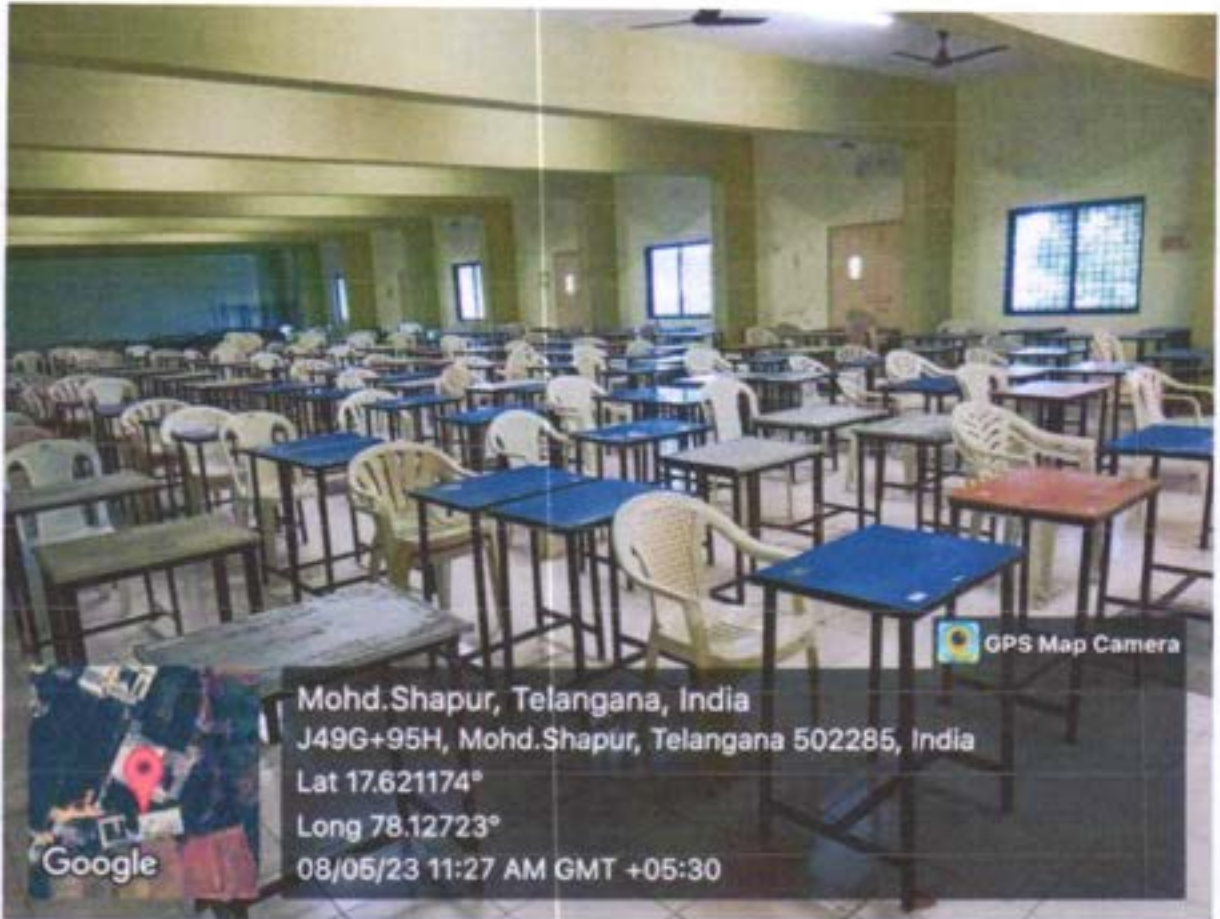 GPS Map Camera
Mohd.Shapur, Telangana, India
J49G+95H, Mohd.Shapur, Telangana 502285, India
Lat 17.621174°
Long 78.12723°
08/05/23 11:27 AM GMT +05:30
Google